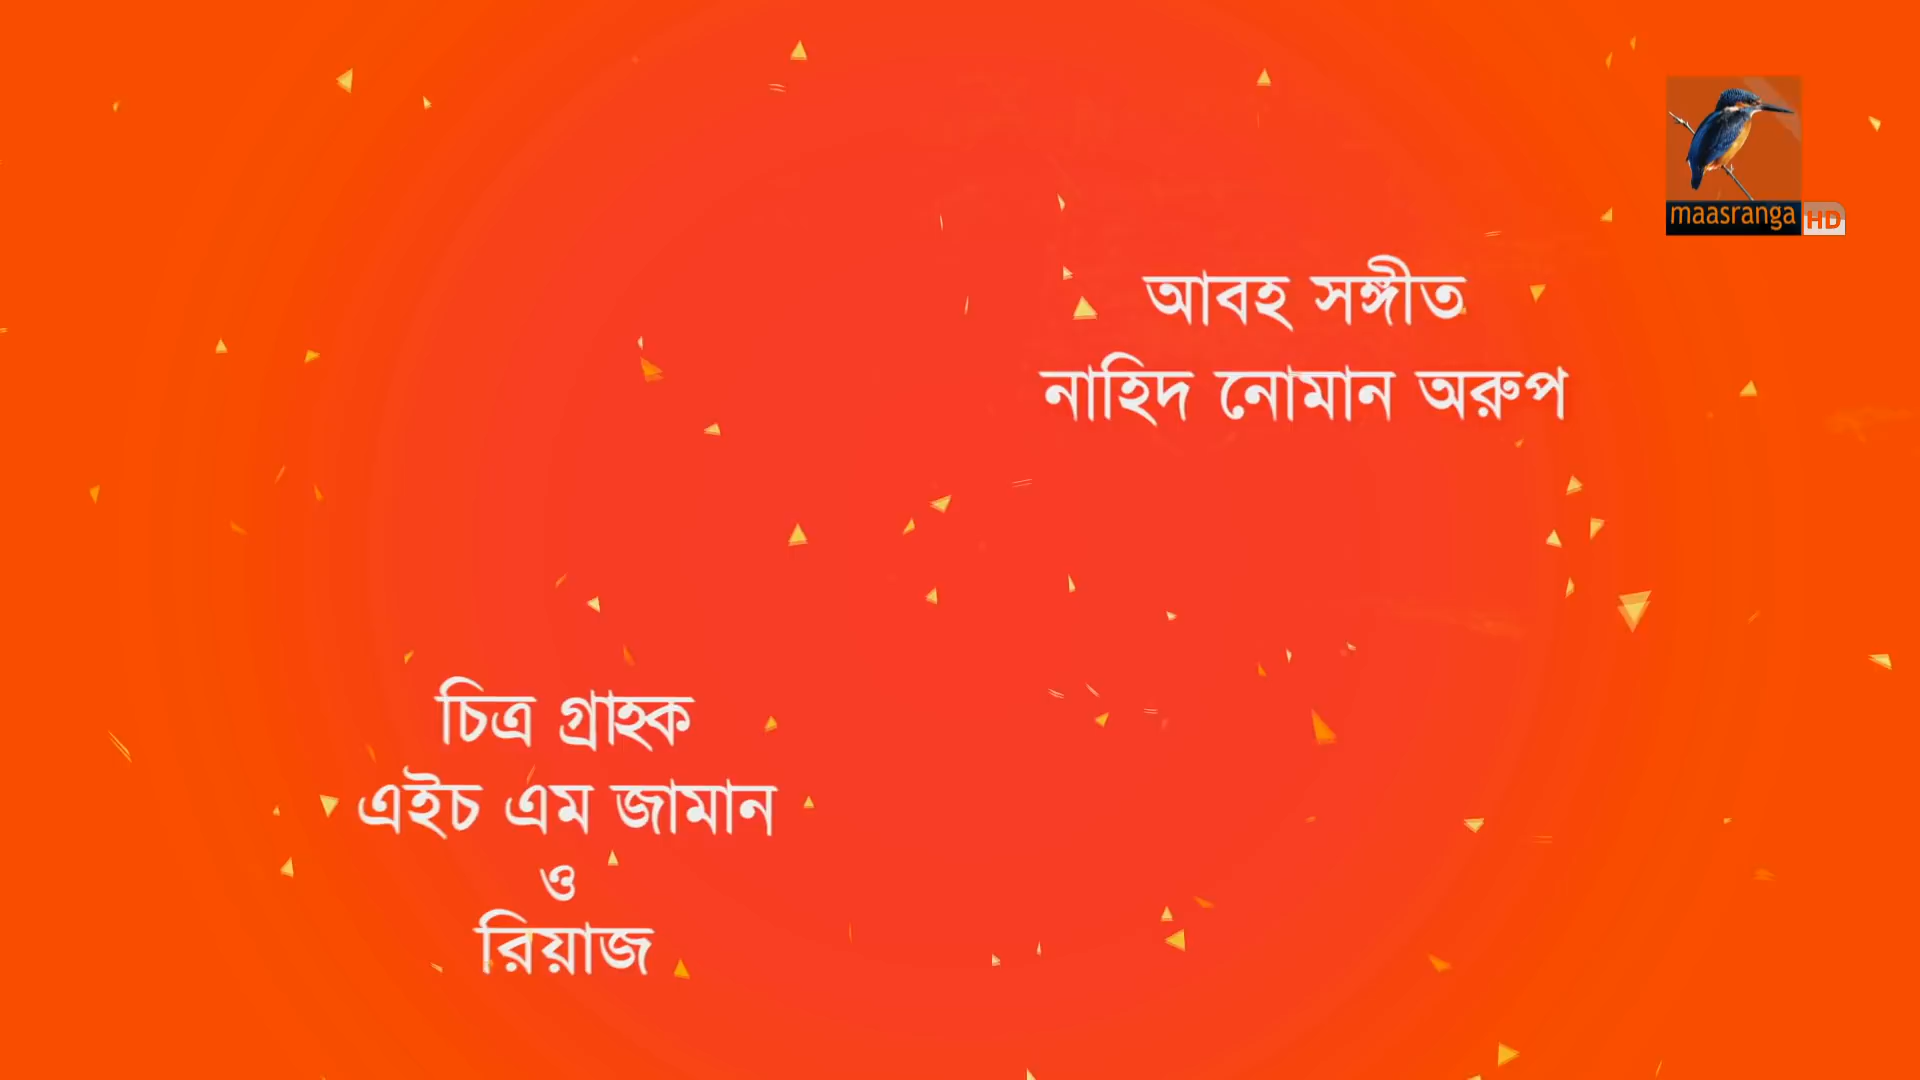 maasranga HD
আবহ সঙ্গীত
নাহিদ নোমান অরুপ
চিত্র গ্রাহক
এইচ এম জামান
ও
রিয়াজ